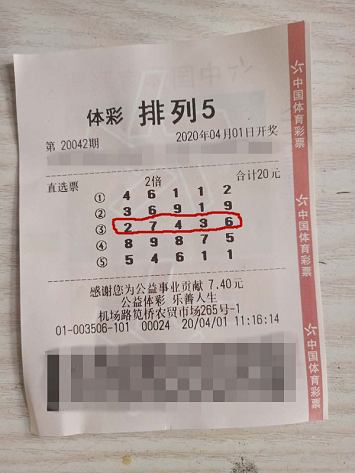 体彩 排列5
第 20042期 2020年04月01日开奖
直选票 2倍 合计20元
① 4 6 1 1 2
② 3 6 9 1 9
③ 2 7 4 3 6
④ 8 9 8 7 5
⑤ 5 4 6 1 1
感谢您为公益事业贡献 7.40元
公益体彩 乐善人生
机场路笕桥农贸市场265号-1
01-003506-101 00024 20/04/01 11:16:14
中国体育彩票
中国体育彩票
中国体育彩票